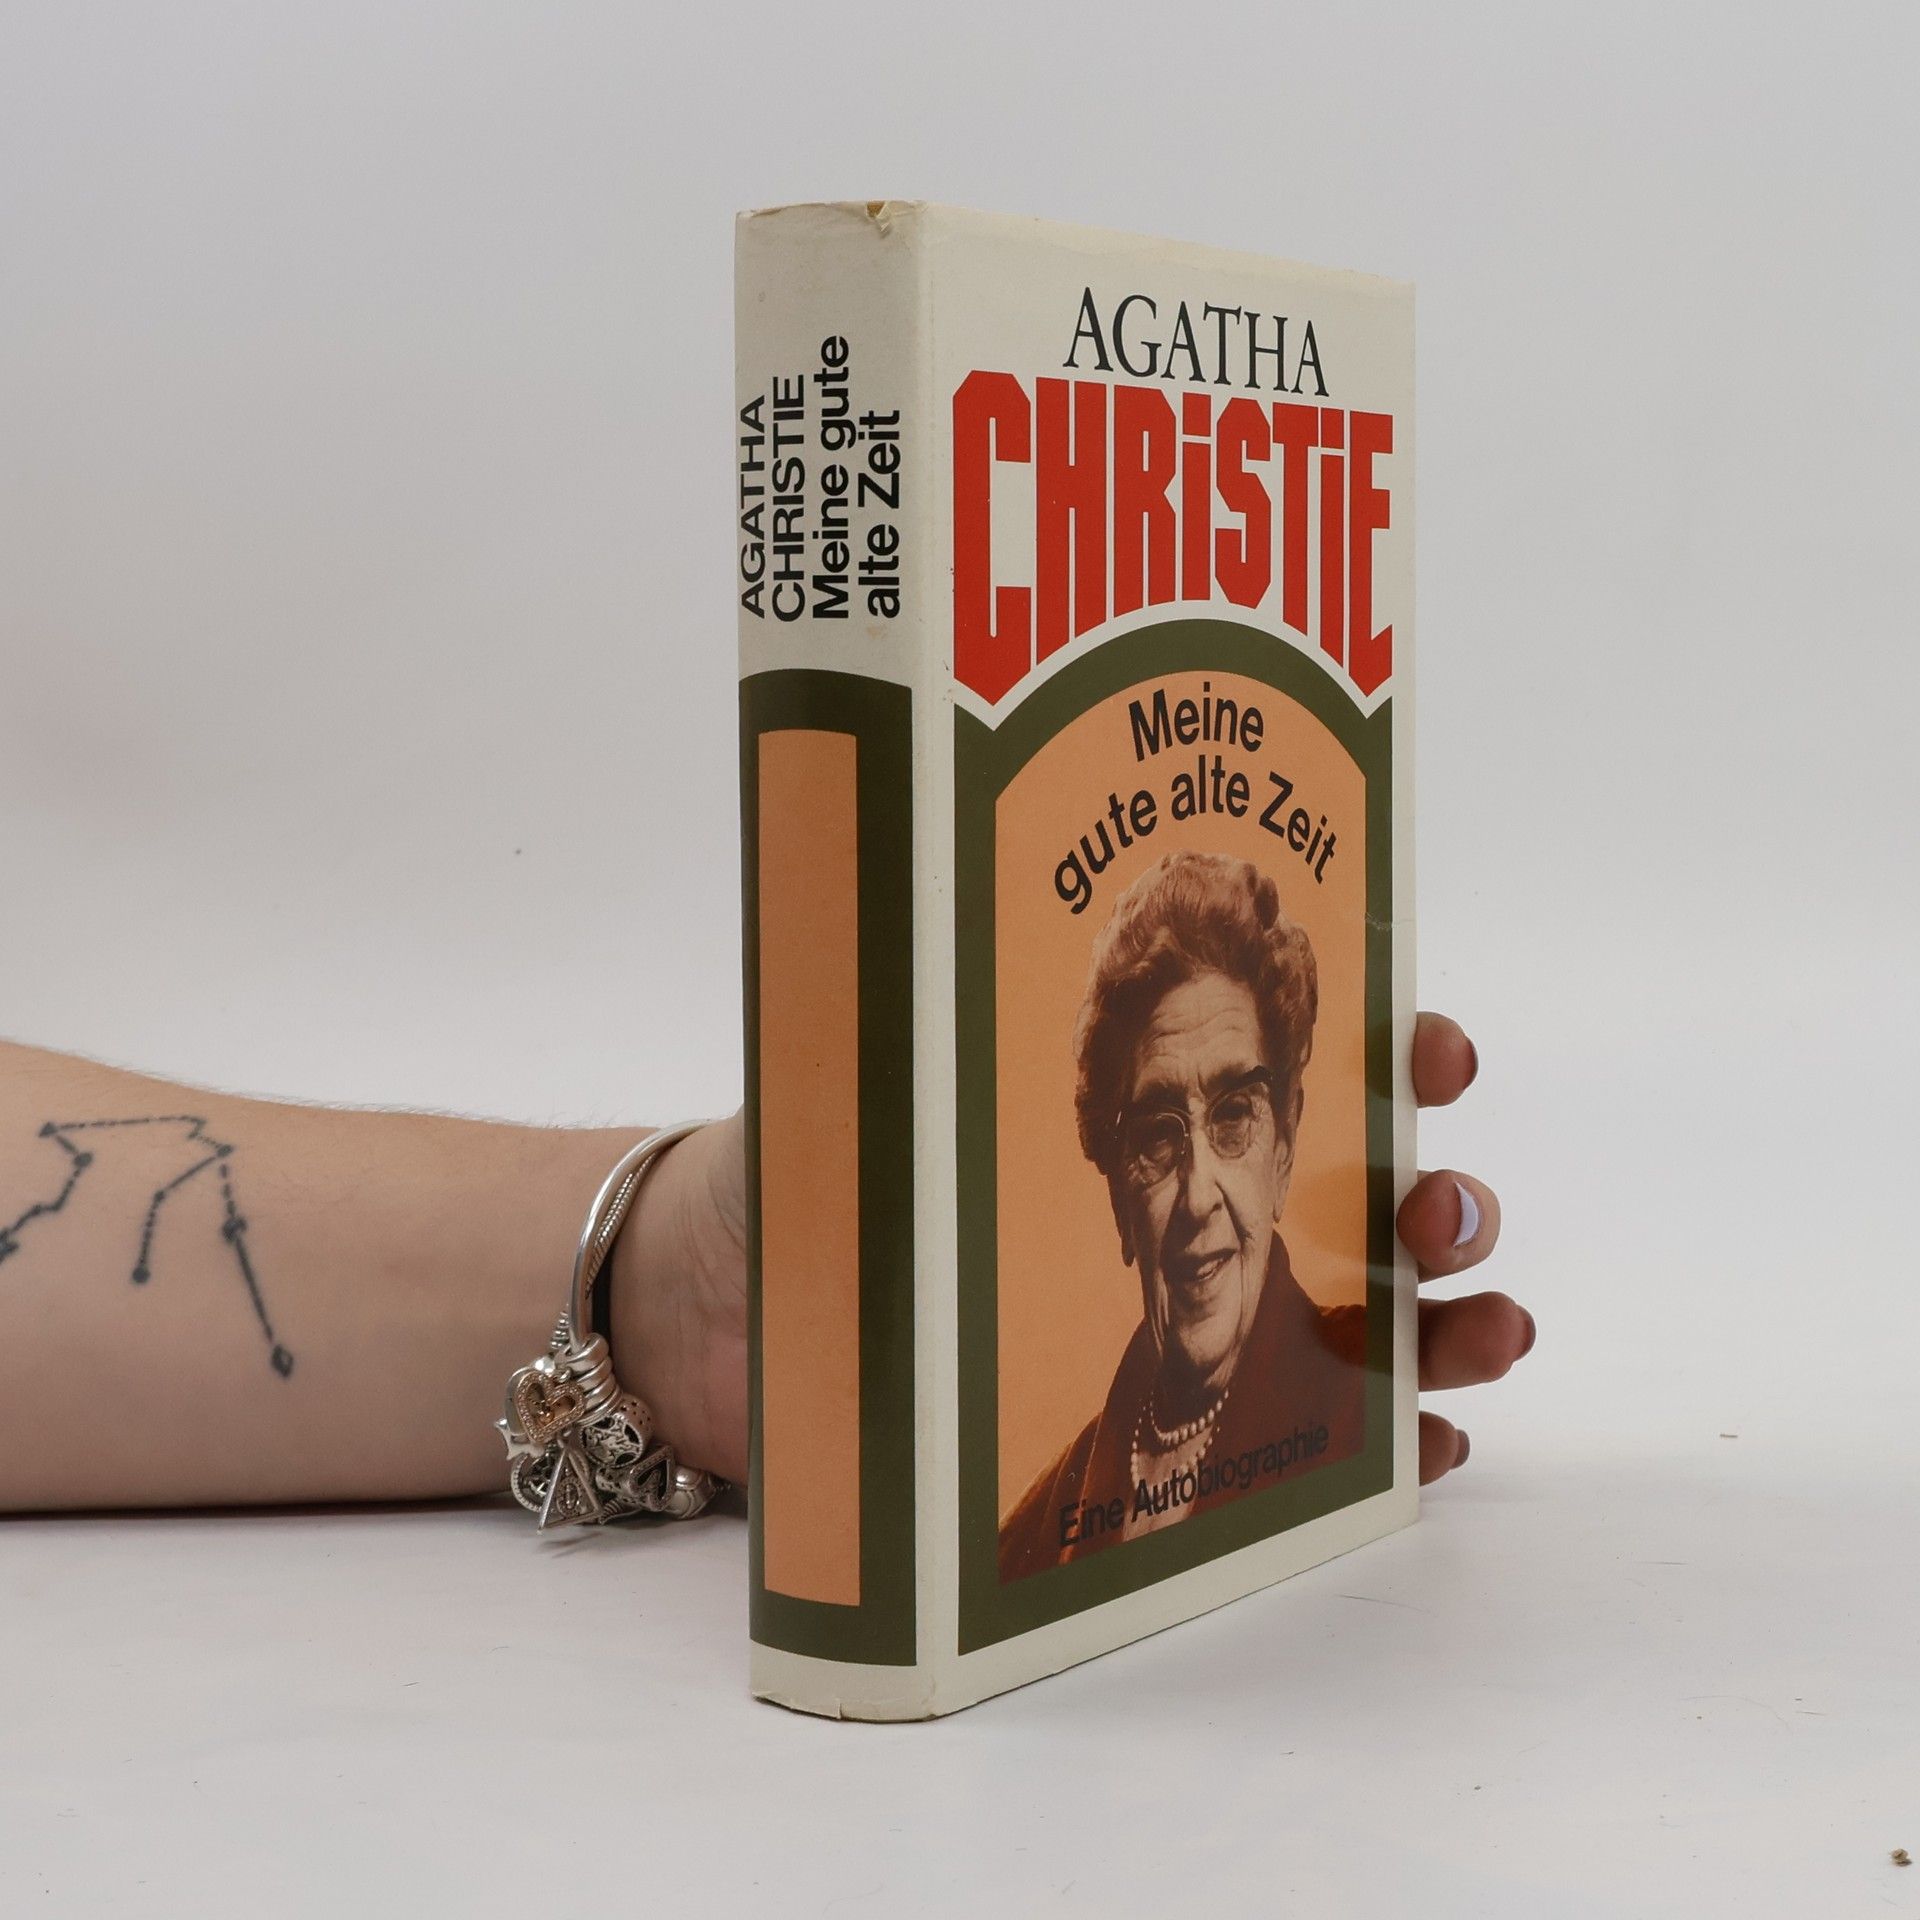 AGATHA
CHRISTIE
Meine gute
alte Zeit
AGATHA
CHRiSTiE
Meine
gute alte Zeit
Eine Autobiographie